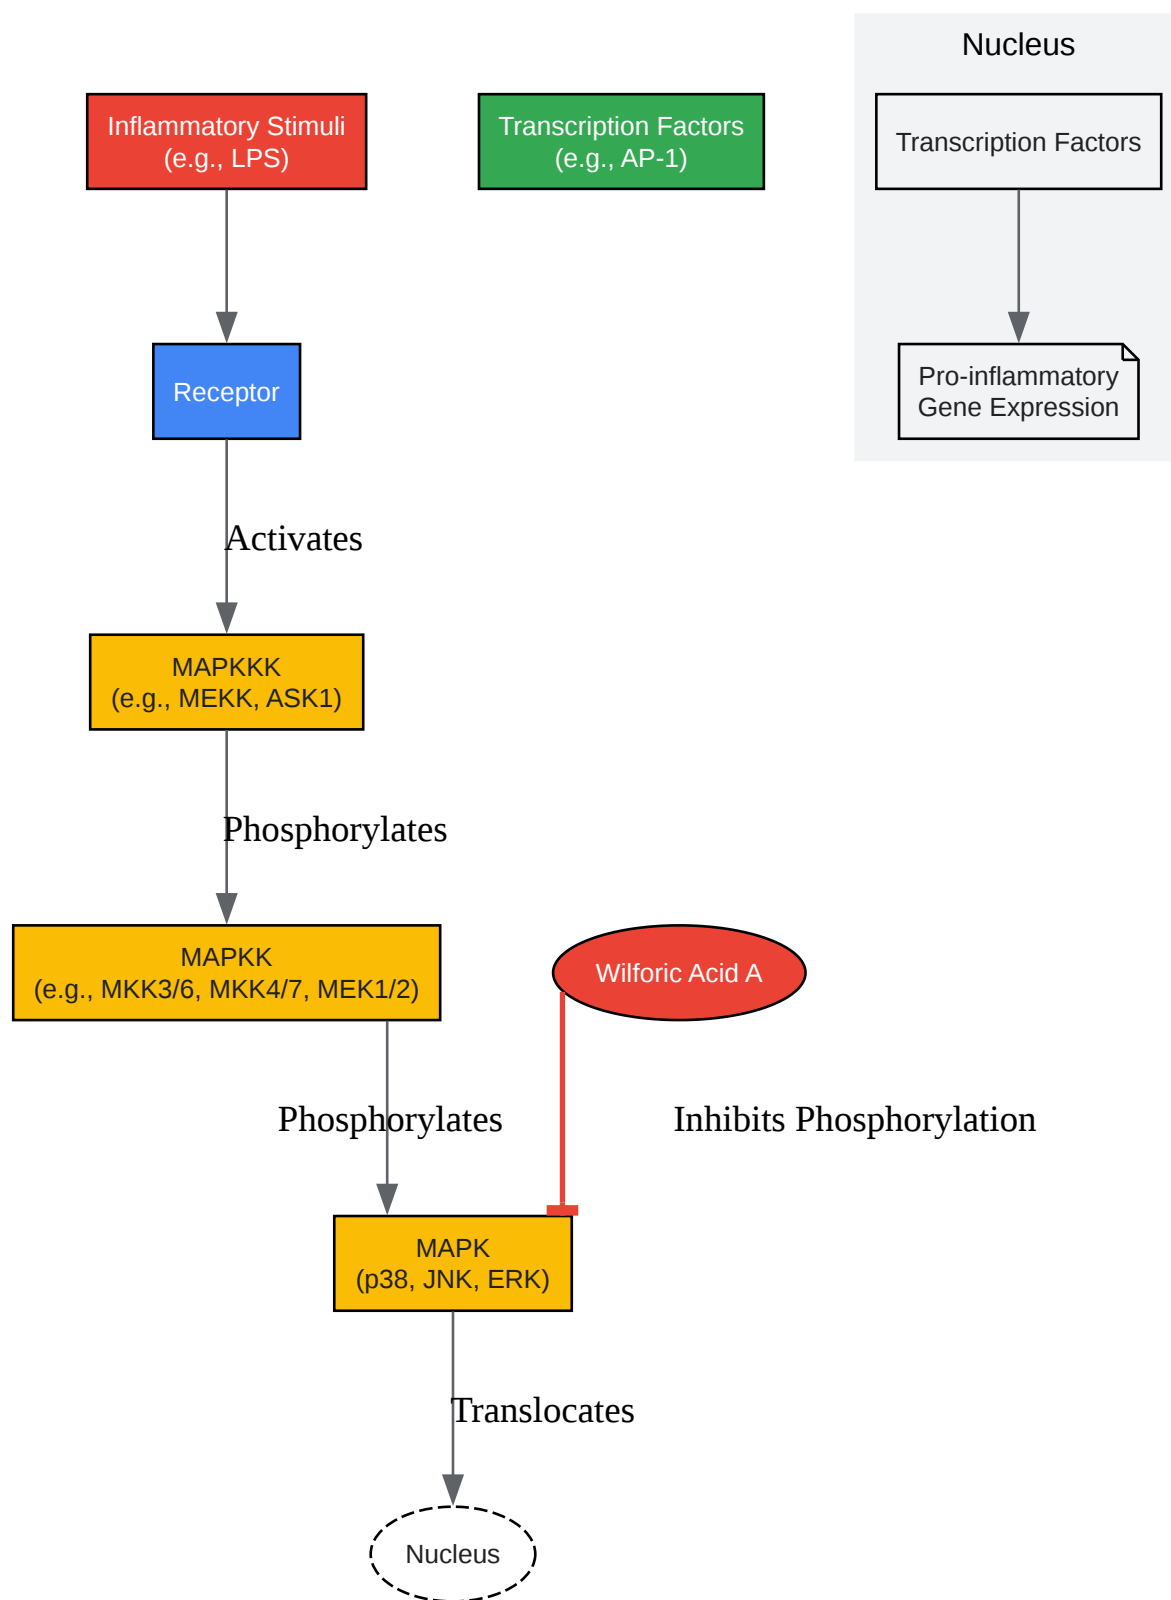 Nucleus
Inflammatory Stimuli
(e.g., LPS)
Transcription Factors
(e.g., AP-1)
Transcription Factors
Receptor
Pro-inflammatory
Gene Expression
Activates
MAPKKK
(e.g., MEKK, ASK1)
Phosphorylates
MAPKK
(e.g., MKK3/6, MKK4/7, MEK1/2)
Wilforic Acid A
Phosphorylates
Inhibits Phosphorylation
MAPK
(p38, JNK, ERK)
Translocates
Nucleus